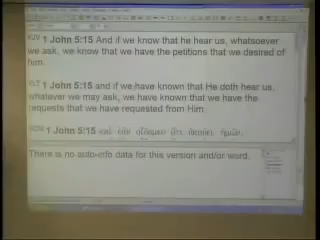 KJV 1 John 5:15 And if we know that he hear us, whatsoever
we ask, we know that we have the petitions that we desired of
him.
YLT 1 John 5:15 and if we have known that He doth hear us,
whatever we may ask, we have known that we have the
requests that we have requested from Him.
1 John 5:15
There is no auto-info data for this version and/or word.